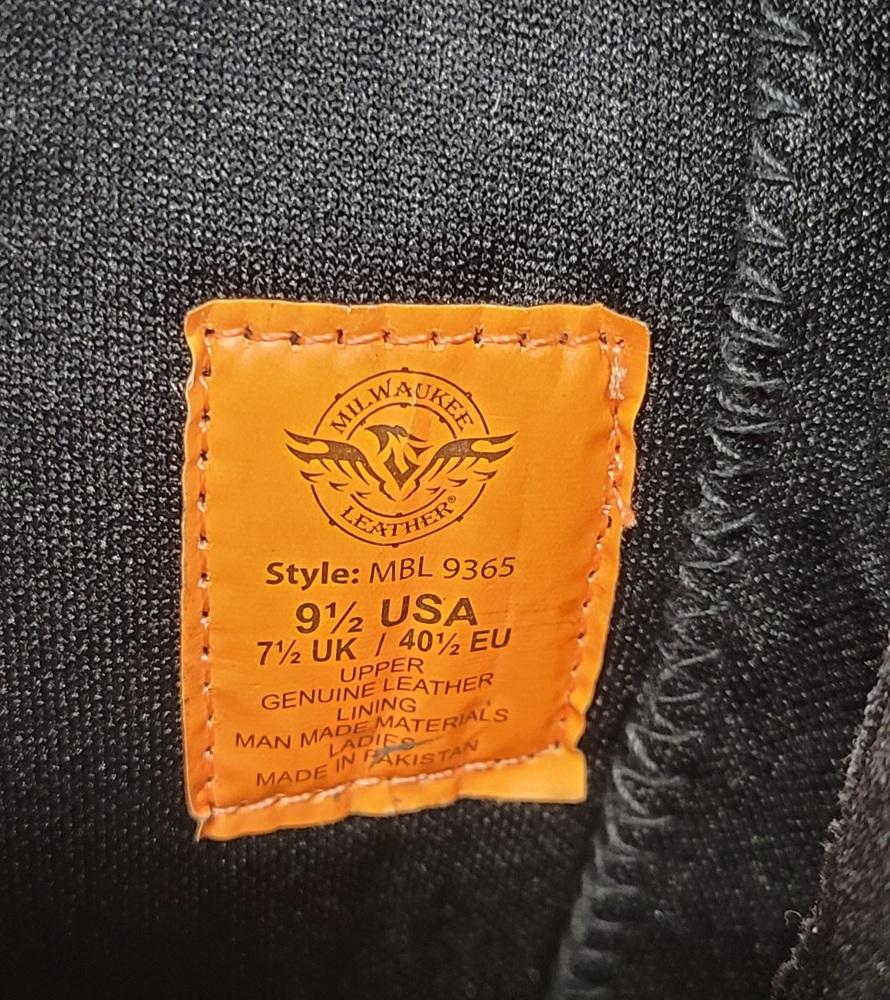 MILWAUKEE
LEATHER®
Style: MBL 9365
9½ USA
7½ UK / 40½ EU
UPPER
GENUINE LEATHER
LINING
MAN MADE MATERIALS
LADIES
MADE IN PAKISTAN